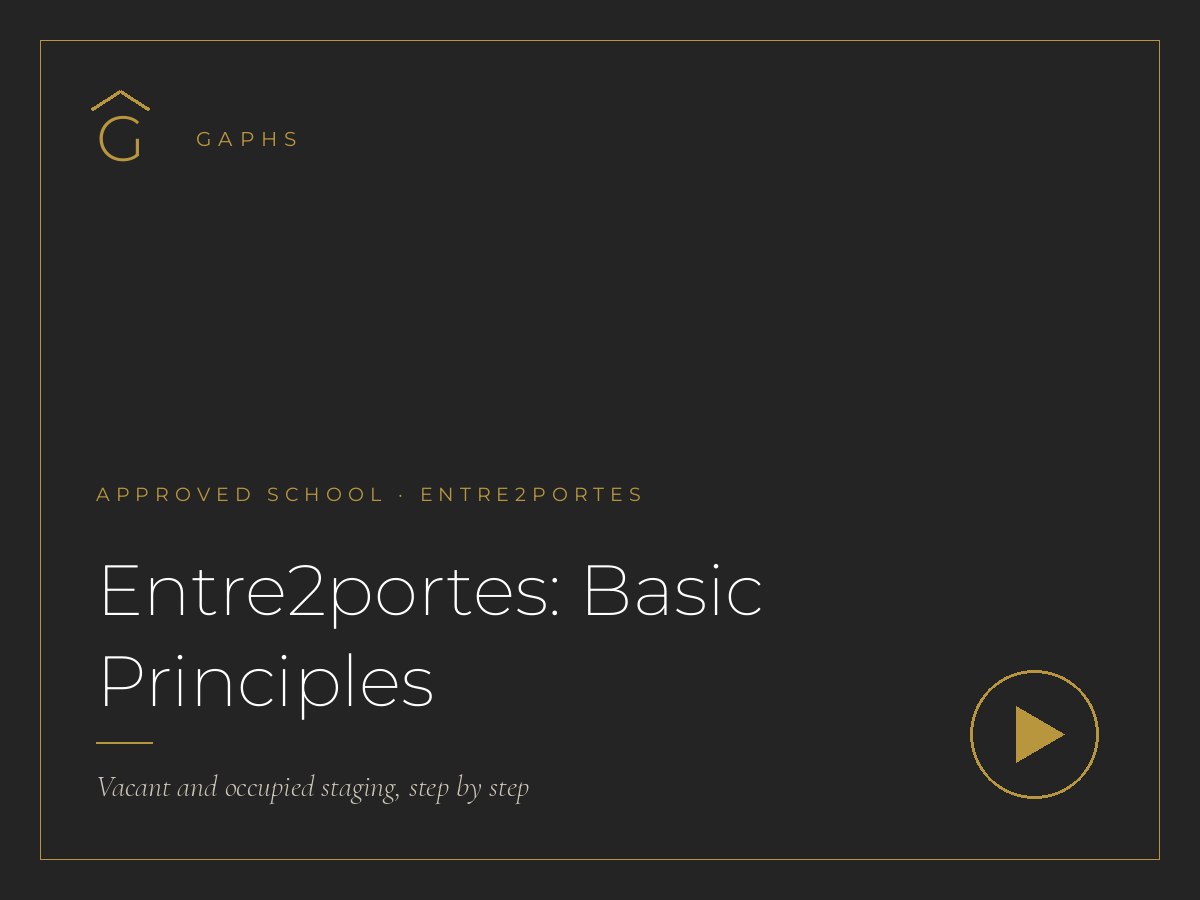 G
GAPHS
APPROVED SCHOOL · ENTRE2PORTES
Entre2portes: Basic
Principles
Vacant and occupied staging, step by step